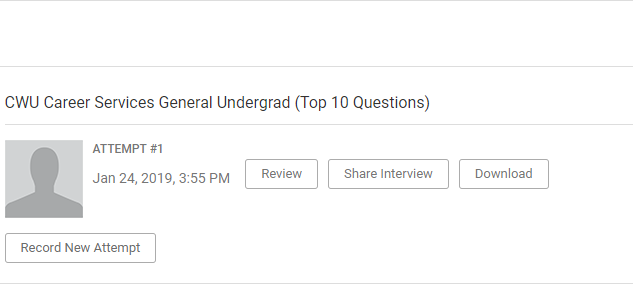 CWU Career Services General Undergrad (Top 10 Questions)
ATTEMPT #1
Jan 24, 2019, 3:55 PM
Review
Share Interview
Download
Record New Attempt